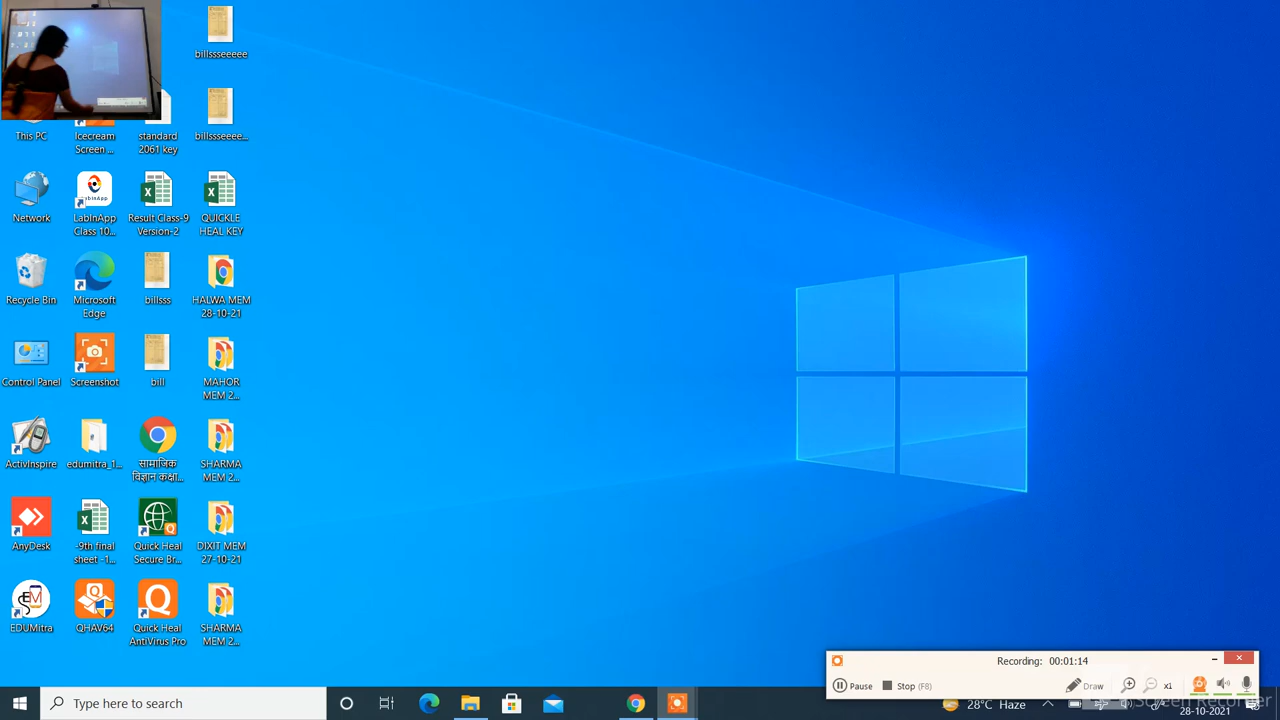 billssseeeee
billssseeee...
This PC
Icecream
Screen ...
standard
2061 key
Network
LabInApp
Class 10...
Result Class-9
Version-2
QUICKLE
HEAL KEY
Recycle Bin
Microsoft
Edge
billsss
HALWA MEM
28-10-21
Control Panel
Screenshot
bill
MAHOR
MEM 2...
ActivInspire
edumitra_1...
सामाजिक
विज्ञान कक्षा...
SHARMA
MEM 2...
AnyDesk
-9th final
sheet -1...
Quick Heal
Secure Br...
DIXIT MEM
27-10-21
EDUMitra
QHAV64
Quick Heal
AntiVirus Pro
SHARMA
MEM 2...
Recording: 00:01:14
Pause
Stop (F8)
x1
Draw
Type here to search
28°C Haze
Screen Recorder
28-10-2021